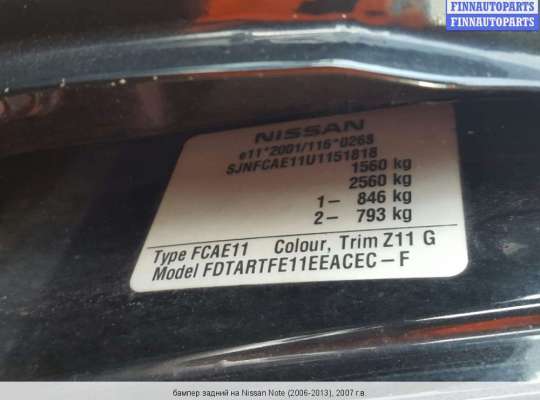 FINNAUTOPARTS
FINNAUTOPARTS
NISSAN
e11*2001/116*0268
SJNFCAE11U1151818
1560 kg
2560 kg
1- 846 kg
2- 793 kg
Type FCAE11 Colour, Trim Z11 G
Model FDTARTFE11EEACEC-F
бампер задний на Nissan Note (2006-2013), 2007 г.в.